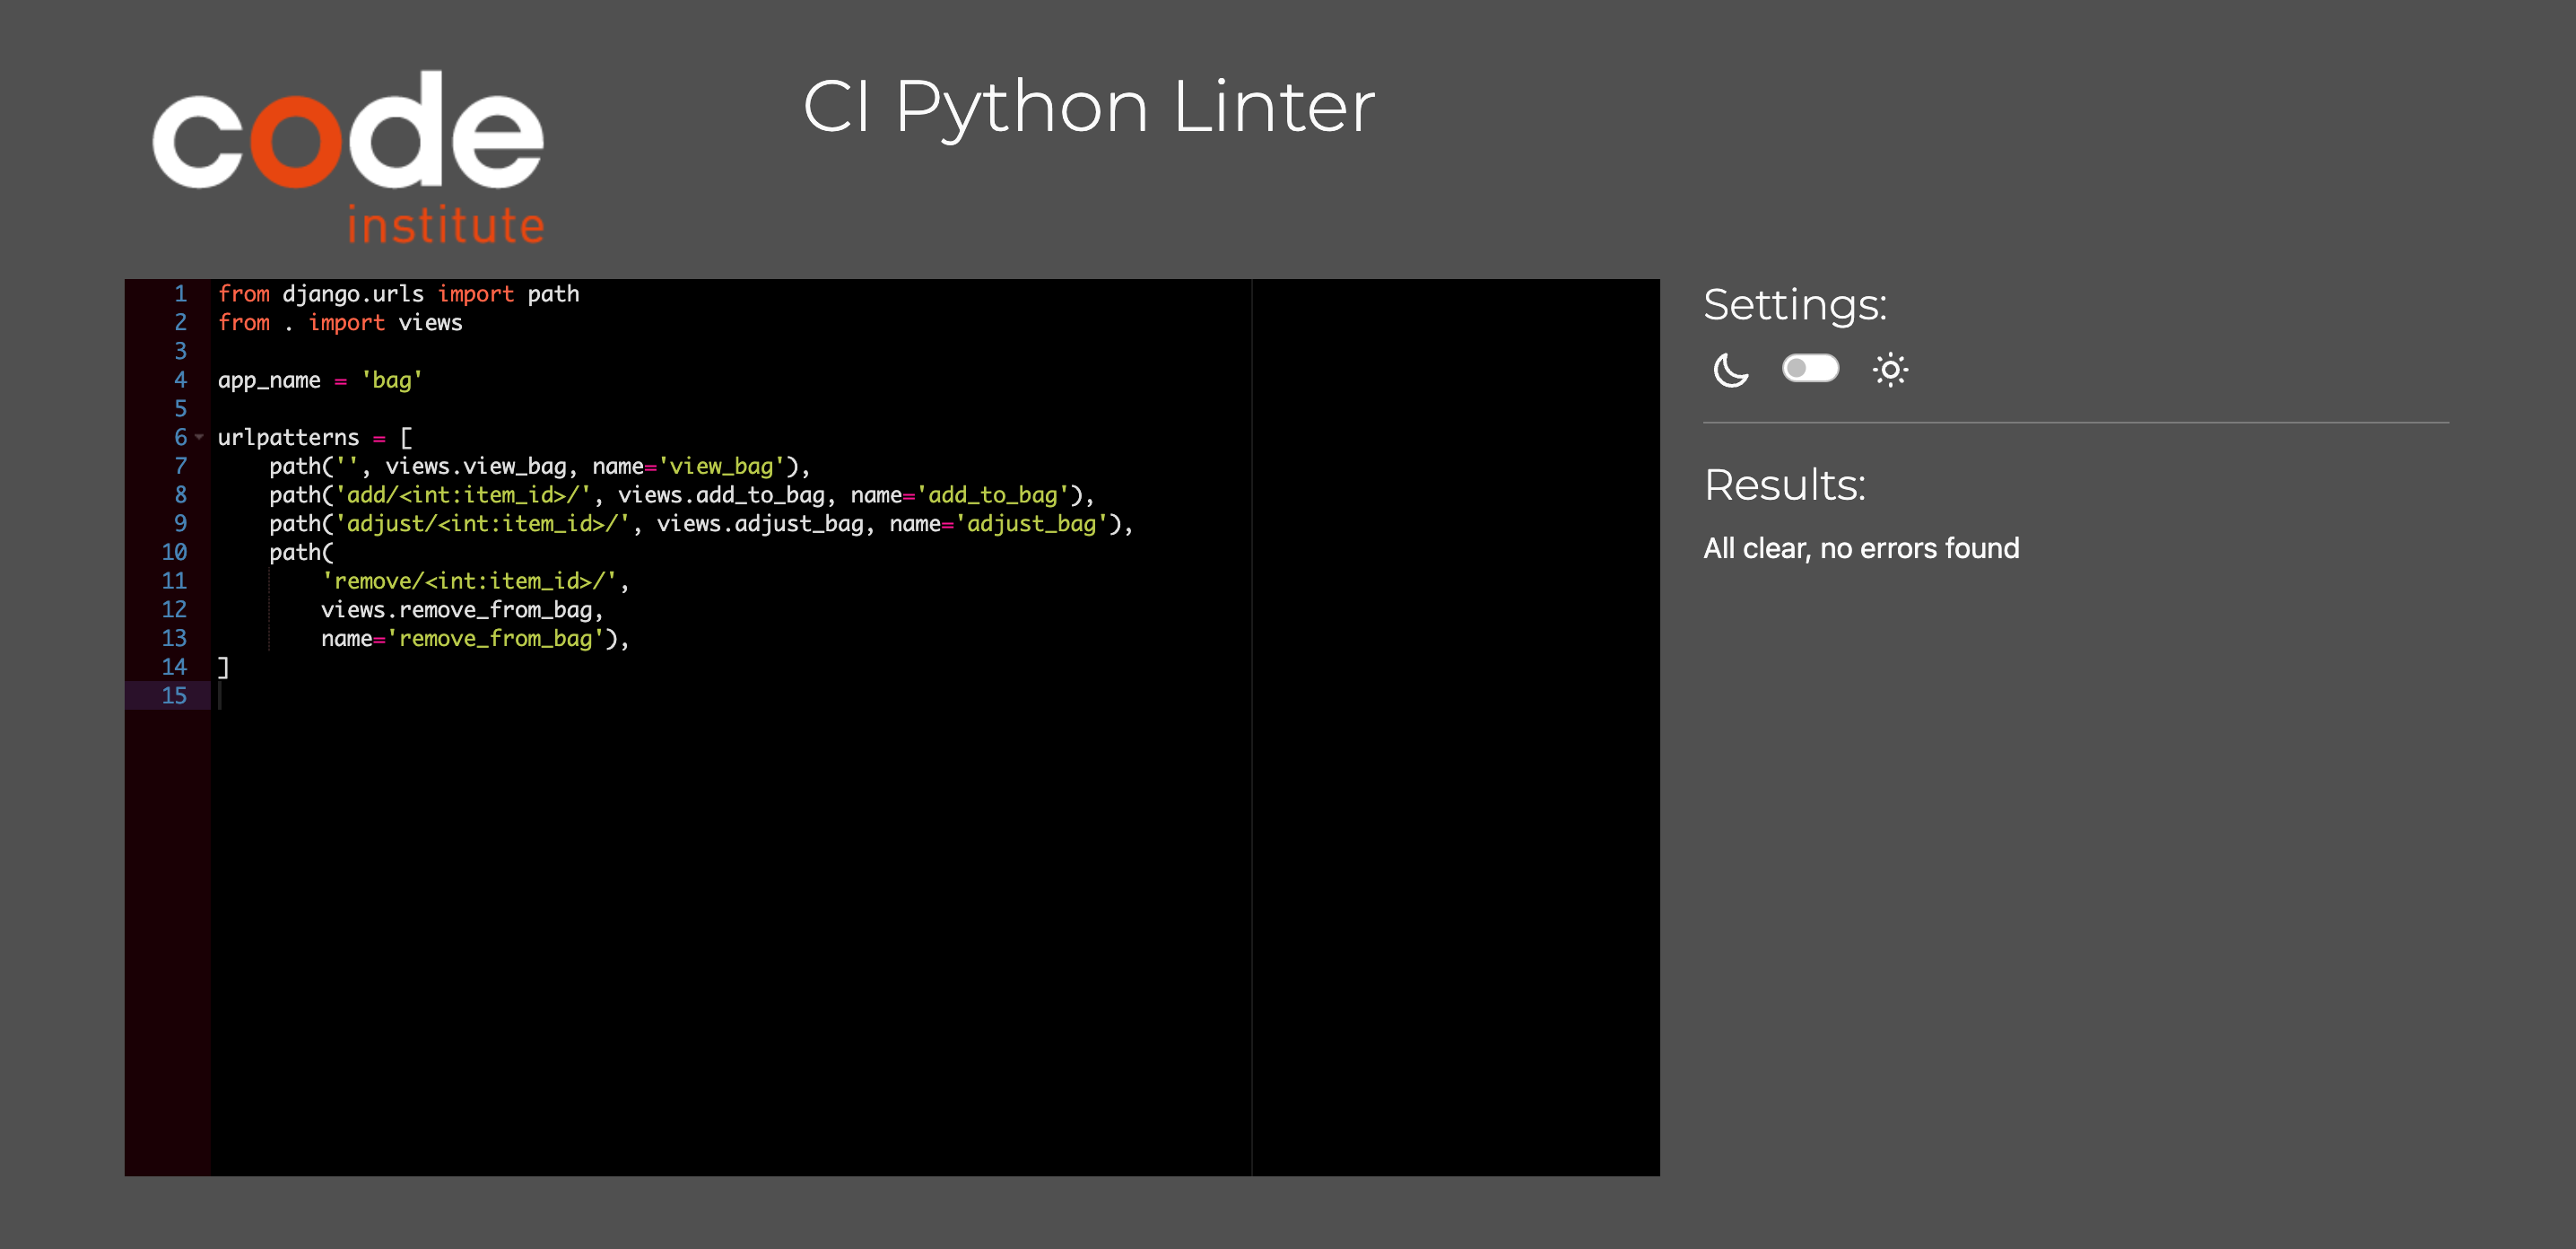 code
institute
CI Python Linter
1 from django.urls import path
2 from . import views
3
4 app_name = 'bag'
5
6 urlpatterns = [
7     path('', views.view_bag, name='view_bag'),
8     path('add/<int:item_id>/', views.add_to_bag, name='add_to_bag'),
9     path('adjust/<int:item_id>/', views.adjust_bag, name='adjust_bag'),
10     path(
11         'remove/<int:item_id>/',
12         views.remove_from_bag,
13         name='remove_from_bag'),
14 ]
15
Settings:
Results:
All clear, no errors found